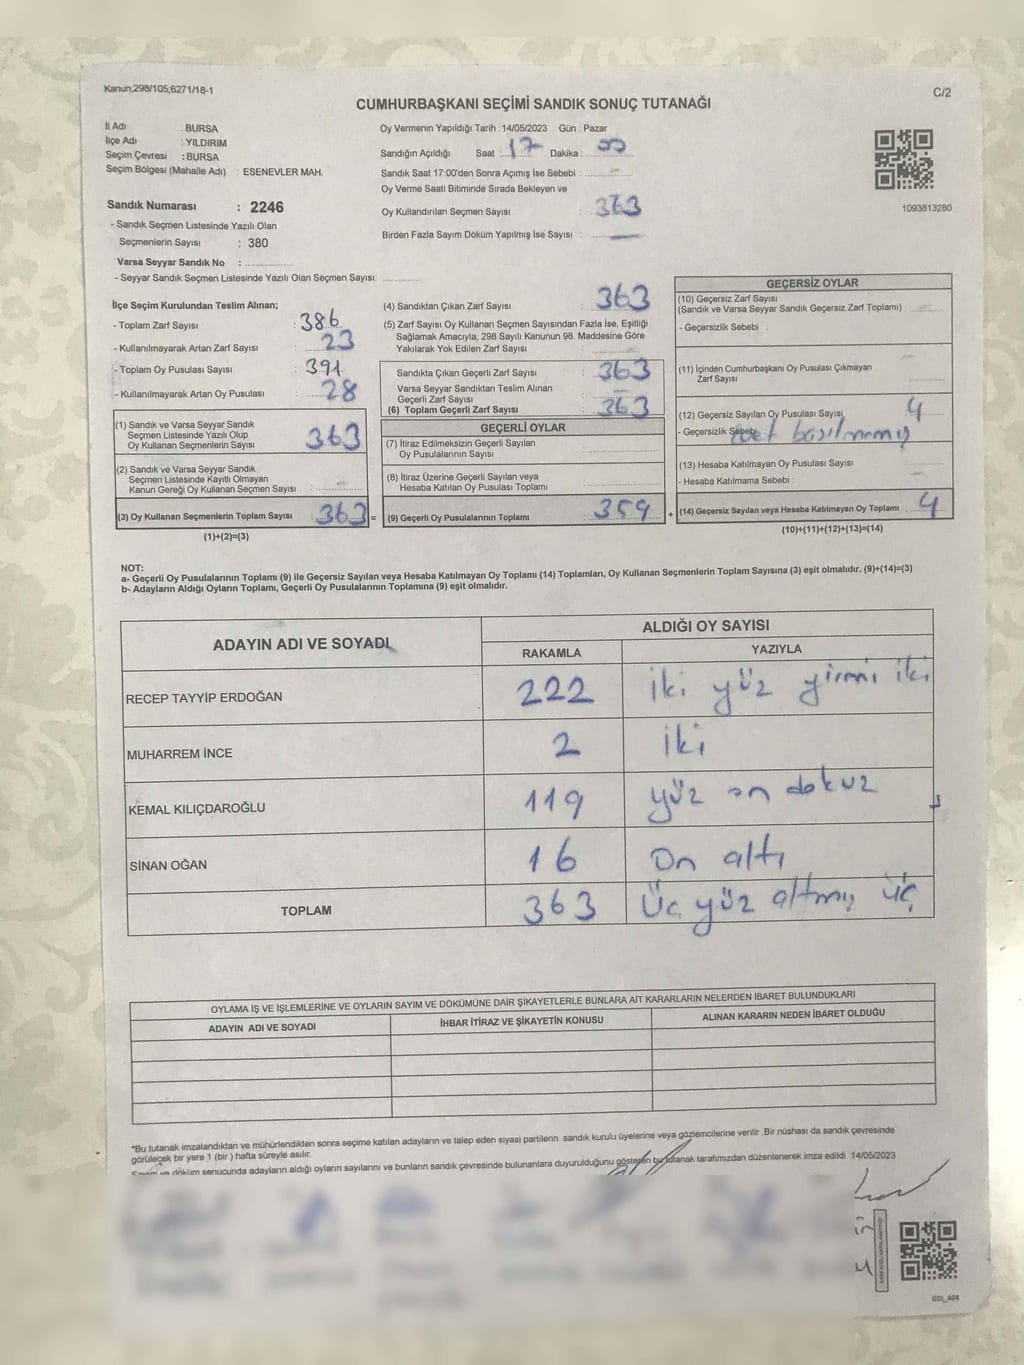 Kanun,298/105,6271/18-1
C/2
CUMHURBAŞKANI SEÇİMİ SANDIK SONUÇ TUTANAĞI
İl Adı : BURSA
İlçe Adı : YILDIRIM
Seçim Çevresi : BURSA
Seçim Bölgesi (Mahalle Adı) : ESENEVLER MAH.
Sandık Numarası : 2246
- Sandık Seçmen Listesinde Yazılı Olan
Seçmenlerin Sayısı : 380
Varsa Seyyar Sandık No :
- Seyyar Sandık Seçmen Listesinde Yazılı Olan Seçmen Sayısı:
Oy Vermenin Yapıldığı Tarih : 14/05/2023 Gün : Pazar
Sandığın Açıldığı Saat : 17 Dakika : 00
Sandık Saat 17:00'den Sonra Açımış İse Sebebi :
Oy Verme Saati Bitiminde Sırada Bekleyen ve
Oy Kullandırılan Seçmen Sayısı : 363
Birden Fazla Sayım Döküm Yapılmış İse Sayısı :
1093813280
İlçe Seçim Kurulundan Teslim Alınan;
- Toplam Zarf Sayısı : 386
- Kullanılmayarak Artan Zarf Sayısı : 23
- Toplam Oy Pusulası Sayısı : 391
- Kullanılmayarak Artan Oy Pusulası : 28
(1) Sandık ve Varsa Seyyar Sandık
Seçmen Listesinde Yazılı Olup
Oy Kullanan Seçmenlerin Sayısı : 363
(2) Sandık ve Varsa Seyyar Sandık
Seçmen Listesinde Kayıtlı Olmayan
Kanun Gereği Oy Kullanan Seçmen Sayısı :
(3) Oy Kullanan Seçmenlerin Toplam Sayısı : 363 =
(1)+(2)=(3)
(4) Sandıktan Çıkan Zarf Sayısı : 363
(5) Zarf Sayısı Oy Kullanan Seçmen Sayısından Fazla İse, Eşitliği
Sağlamak Amacıyla, 298 Sayılı Kanunun 98. Maddesine Göre
Yakılarak Yok Edilen Zarf Sayısı :
Sandıkta Çıkan Geçerli Zarf Sayısı : 363
Varsa Seyyar Sandıktan Teslim Alınan
Geçerli Zarf Sayısı :
(6) Toplam Geçerli Zarf Sayısı : 363
GEÇERLİ OYLAR
(7) İtiraz Edilmeksizin Geçerli Sayılan
Oy Pusulalarının Sayısı :
(8) İtiraz Üzerine Geçerli Sayılan veya
Hesaba Katılan Oy Pusulası Toplamı :
(9) Geçerli Oy Pusulalarının Toplamı : 359 +
GEÇERSİZ OYLAR
(10) Geçersiz Zarf Sayısı
(Sandık ve Varsa Seyyar Sandık Geçersiz Zarf Toplamı) :
- Geçersizlik Sebebi :
(11) İçinden Cumhurbaşkanı Oy Pusulası Çıkmayan
Zarf Sayısı :
(12) Geçersiz Sayılan Oy Pusulası Sayısı 4
- Geçersizlik Sebebi : basılmamış
(13) Hesaba Katılmayan Oy Pusulası Sayısı
- Hesaba Katılmama Sebebi :
(14) Geçersiz Sayılan veya Hesaba Katılmayan Oy Toplamı : 4
(10)+(11)+(12)+(13)=(14)
NOT:
a- Geçerli Oy Pusulalarının Toplamı (9) ile Geçersiz Sayılan veya Hesaba Katılmayan Oy Toplamı (14) Toplamları, Oy Kullanan Seçmenlerin Toplam Sayısına (3) eşit olmalıdır. (9)+(14)=(3)
b- Adayların Aldığı Oyların Toplamı, Geçerli Oy Pusulalarının Toplamına (9) eşit olmalıdır.
ADAYIN ADI VE SOYADI
ALDIĞI OY SAYISI
RAKAMLA YAZIYLA
RECEP TAYYİP ERDOĞAN 222 iki yüz yirmi iki
MUHARREM İNCE 2 iki
KEMAL KILIÇDAROĞLU 119 yüz on dokuz
SİNAN OĞAN 16 On altı
TOPLAM 363 Üç yüz altmış üç
OYLAMA İŞ VE İŞLEMLERİNE VE OYLARIN SAYIM VE DÖKÜMÜNE DAİR ŞİKAYETLERLE BUNLARA AİT KARARLARIN NELERDEN İBARET BULUNDUKLARI
ADAYIN ADI VE SOYADI İHBAR İTİRAZ VE ŞİKAYETİN KONUSU ALINAN KARARIN NEDEN İBARET OLDUĞU
*Bu tutanak imzalandıktan ve mühürlendikten sonra seçime katılan adayların ve talep eden siyasi partilerin sandık kurulu üyelerine veya gözlemcilerine verilir .Bir nüshası da sandık çevresinde
görülecek bir yere 1 (bir ) hafta süreyle asılır.
Sayım ve döküm sonucunda adayların aldığı oyların sayılarını ve bunların sandık çevresinde bulunanlara duyurulduğunu gösteren bu tutanak tarafımızdan düzenlenerek imza edildi 14/05/2023